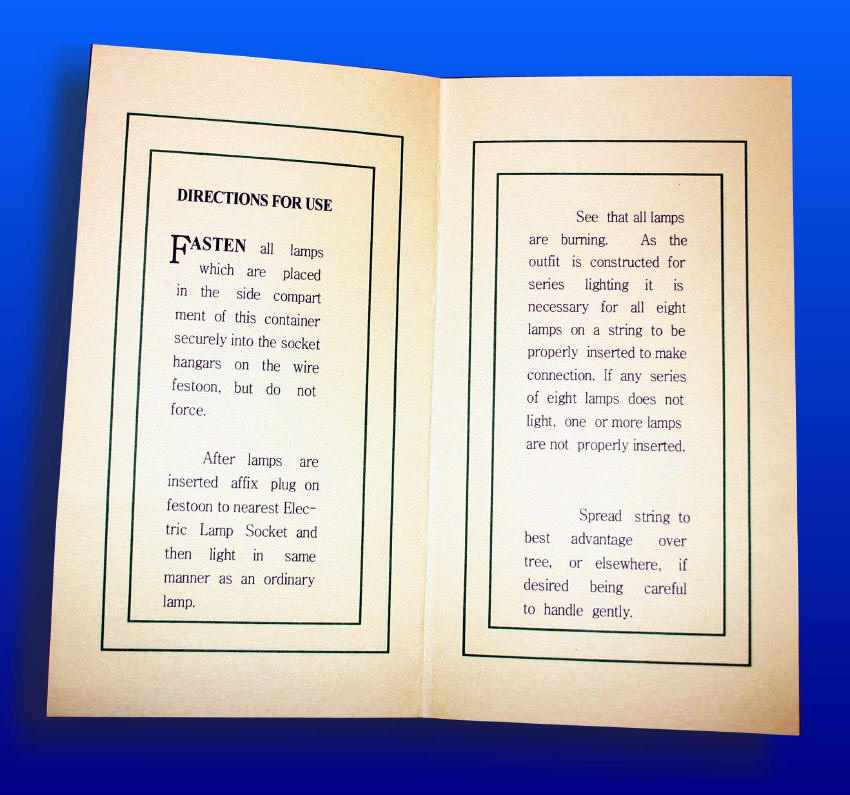 DIRECTIONS FOR USE
FASTEN all lamps
which are placed
in the side compart
ment of this container
securely into the socket
hangars on the wire
festoon, but do not
force.
After lamps are
inserted affix plug on
festoon to nearest Elec-
tric Lamp Socket and
then light in same
manner as an ordinary
lamp.
See that all lamps
are burning. As the
outfit is constructed for
series lighting it is
necessary for all eight
lamps on a string to be
properly inserted to make
connection. If any series
of eight lamps does not
light, one or more lamps
are not properly inserted.
Spread string to
best advantage over
tree, or elsewhere, if
desired being careful
to handle gently.